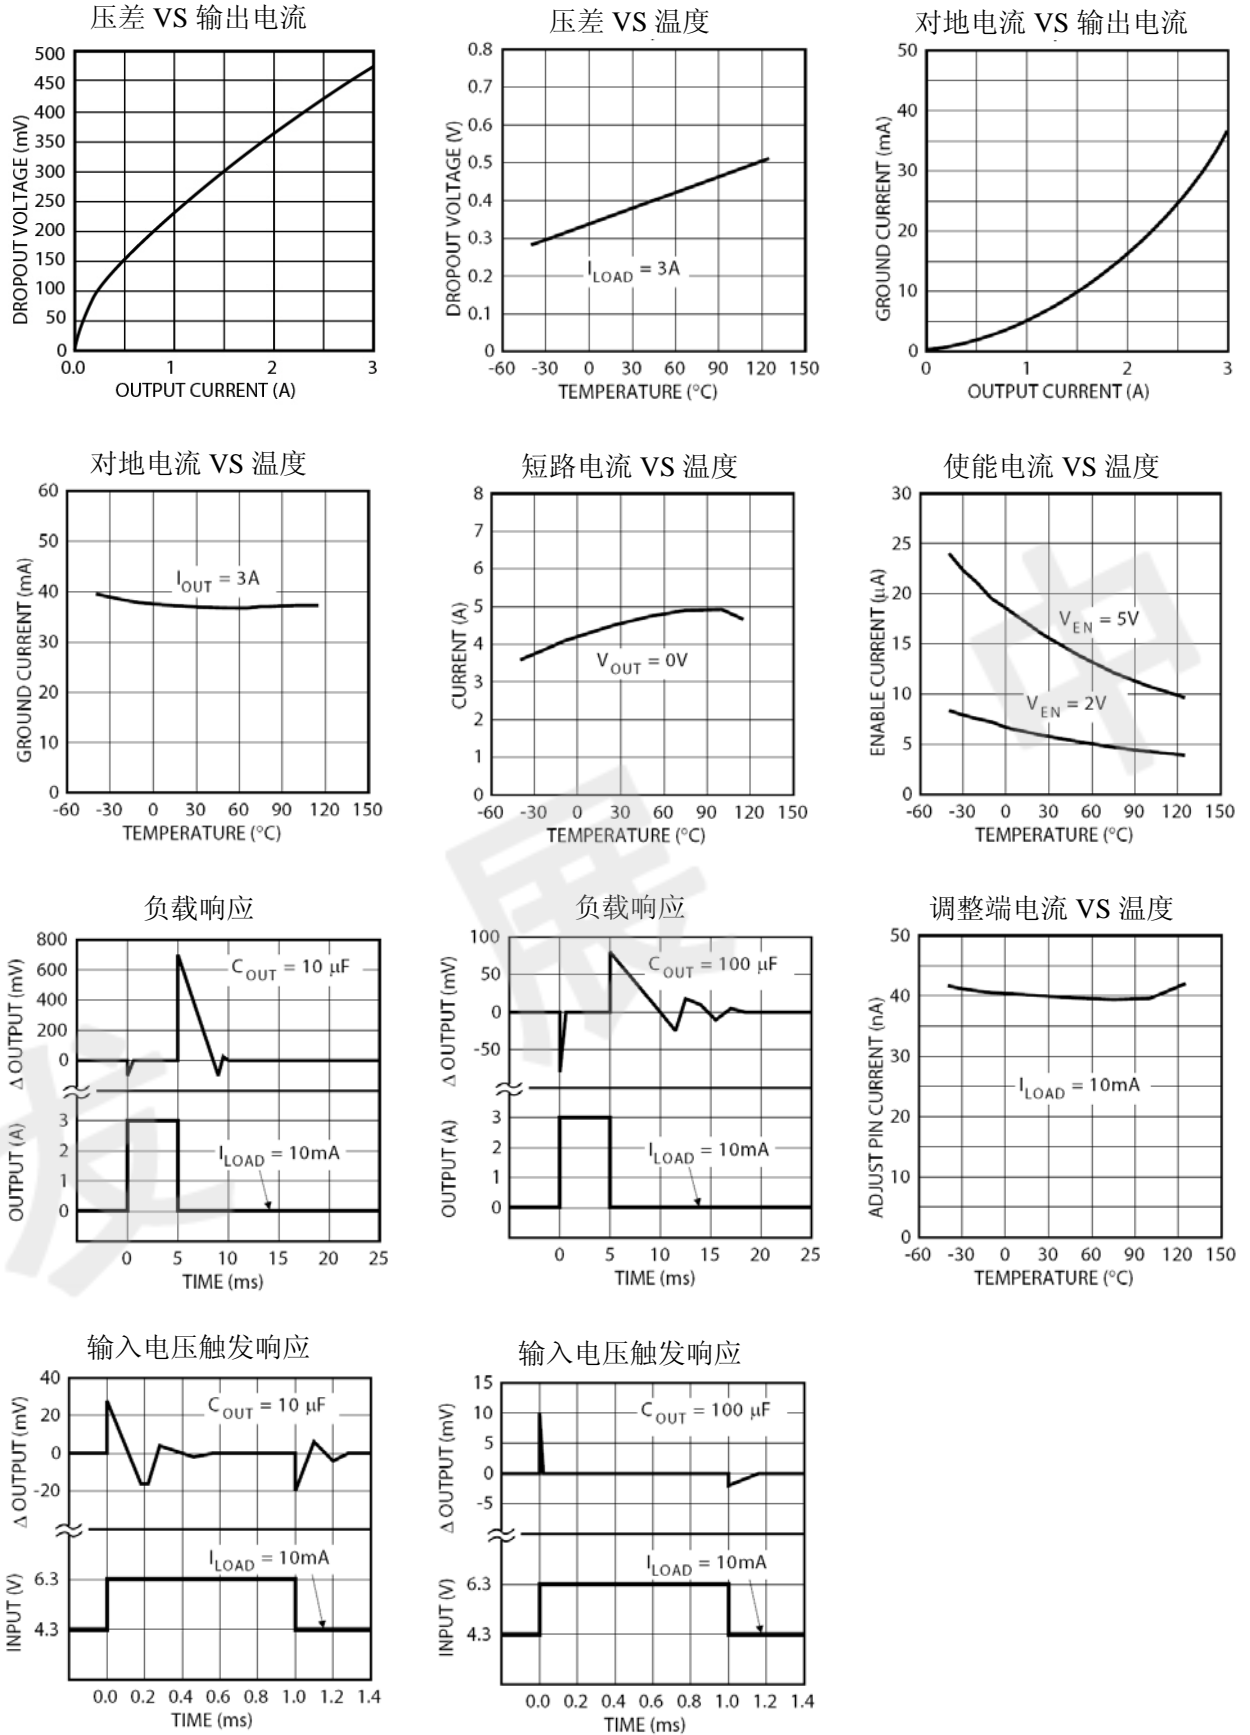 压差 VS 输出电流
500
450
400
350
300
250
200
150
100
50
0
DROPOUT VOLTAGE (mV)
0.0 1 2 3
OUTPUT CURRENT (A)
压差 VS 温度
0.8
0.7
0.6
0.5
0.4
0.3
0.2
0.1
0
DROPOUT VOLTAGE (V)
ILOAD = 3A
-60 -30 0 30 60 90 120 150
TEMPERATURE (°C)
对地电流 VS 输出电流
50
40
30
20
10
0
GROUND CURRENT (mA)
0 1 2 3
OUTPUT CURRENT (A)
对地电流 VS 温度
60
50
40
30
20
10
0
GROUND CURRENT (mA)
IOUT = 3A
-60 -30 0 30 60 90 120 150
TEMPERATURE (°C)
短路电流 VS 温度
8
7
6
5
4
3
2
1
0
CURRENT (A)
VOUT = 0V
-60 -30 0 30 60 90 120 150
TEMPERATURE (°C)
使能电流 VS 温度
30
25
20
15
10
5
0
ENABLE CURRENT (μA)
VEN = 5V
VEN = 2V
-60 -30 0 30 60 90 120 150
TEMPERATURE (°C)
负载响应
800
600
400
200
0
Δ OUTPUT (mV)
COUT = 10 μF
3
2
1
0
OUTPUT (A)
ILOAD = 10mA
0 5 10 15 20 25
TIME (ms)
负载响应
100
50
0
-50
Δ OUTPUT (mV)
COUT = 100 μF
3
2
1
0
OUTPUT (A)
ILOAD = 10mA
0 5 10 15 20 25
TIME (ms)
调整端电流 VS 温度
50
40
30
20
10
0
ADJUST PIN CURRENT (nA)
ILOAD = 10mA
-60 -30 0 30 60 90 120 150
TEMPERATURE (°C)
输入电压触发响应
40
20
0
-20
Δ OUTPUT (mV)
COUT = 10 μF
6.3
4.3
INPUT (V)
ILOAD = 10mA
0.0 0.2 0.4 0.6 0.8 1.0 1.2 1.4
TIME (ms)
输入电压触发响应
15
10
5
0
-5
Δ OUTPUT (mV)
COUT = 100 μF
6.3
4.3
INPUT (V)
ILOAD = 10mA
0.0 0.2 0.4 0.6 0.8 1.0 1.2 1.4
TIME (ms)
发展中